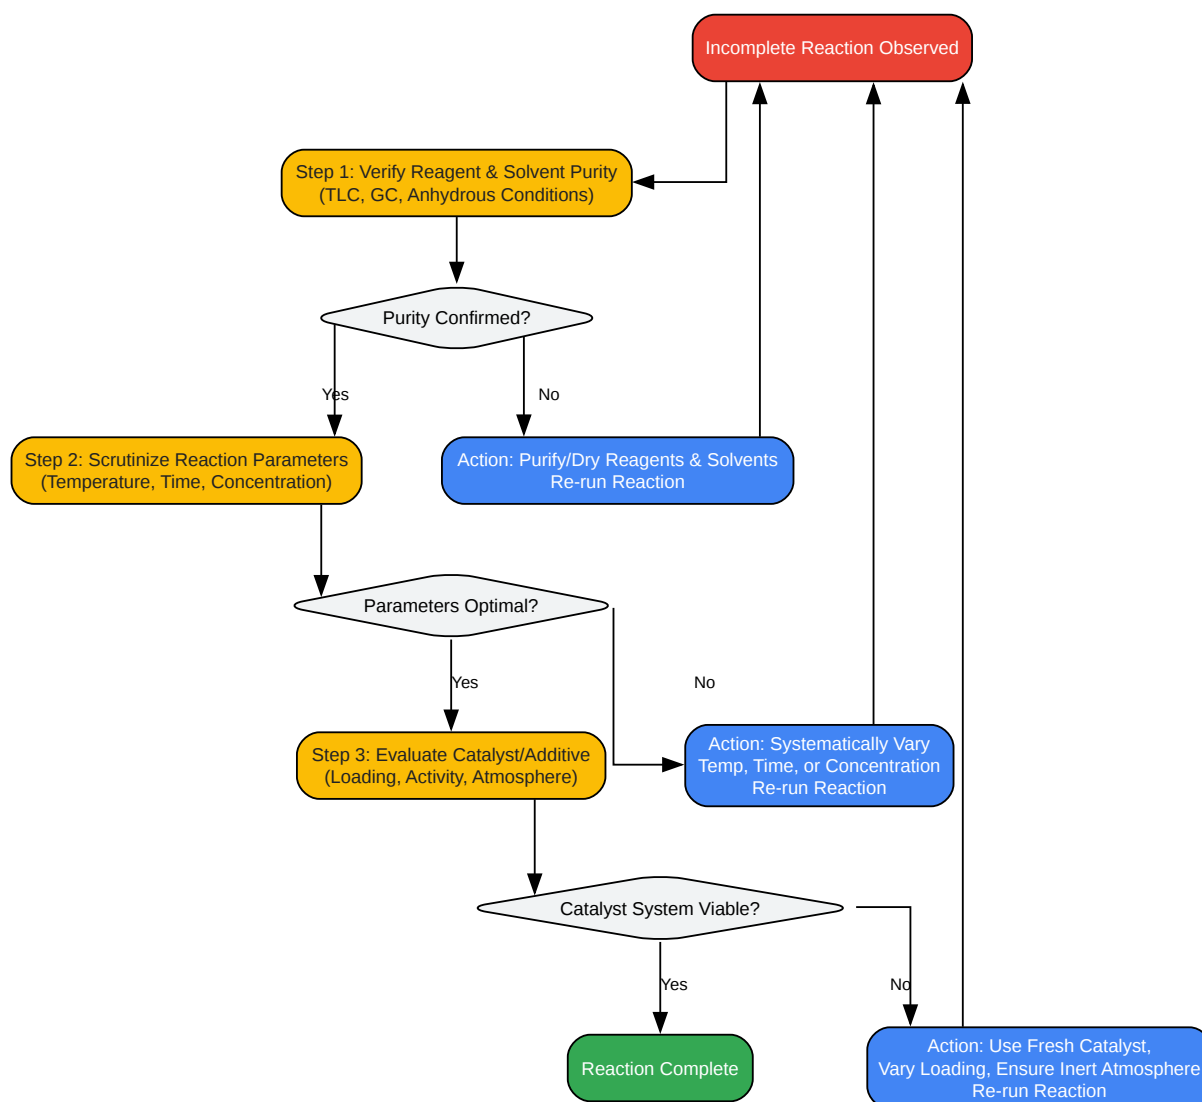 Incomplete Reaction Observed
Step 1: Verify Reagent & Solvent Purity
(TLC, GC, Anhydrous Conditions)
Purity Confirmed?
Yes
No
Step 2: Scrutinize Reaction Parameters
(Temperature, Time, Concentration)
Action: Purify/Dry Reagents & Solvents
Re-run Reaction
Parameters Optimal?
Yes
No
Step 3: Evaluate Catalyst/Additive
(Loading, Activity, Atmosphere)
Action: Systematically Vary
Temp, Time, or Concentration
Re-run Reaction
Catalyst System Viable?
Yes
No
Reaction Complete
Action: Use Fresh Catalyst,
Vary Loading, Ensure Inert Atmosphere
Re-run Reaction